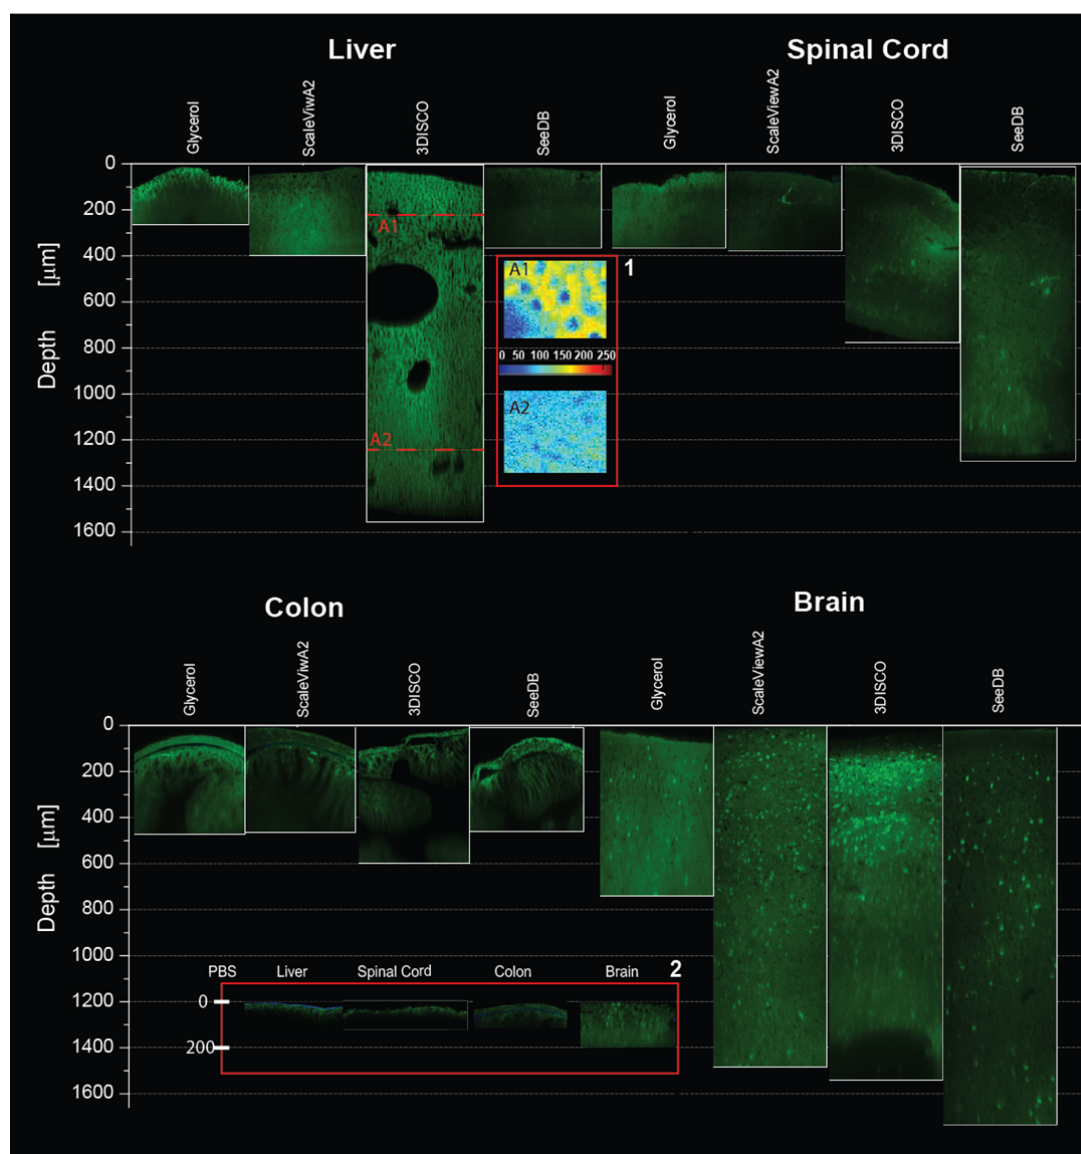 Liver Spinal Cord
Glycerol ScaleViwA2 3DISCO SeeDB Glycerol ScaleViewA2 3DISCO SeeDB
Depth [µm]
0
200
400
600
800
1000
1200
1400
1600
A1
A2
1
A1
0 50 100 150 200 250
A2
Colon Brain
Glycerol ScaleViwA2 3DISCO SeeDB Glycerol ScaleViewA2 3DISCO SeeDB
Depth [µm]
0
200
400
600
800
1000
1200
1400
1600
PBS Liver Spinal Cord Colon Brain 2
0
200